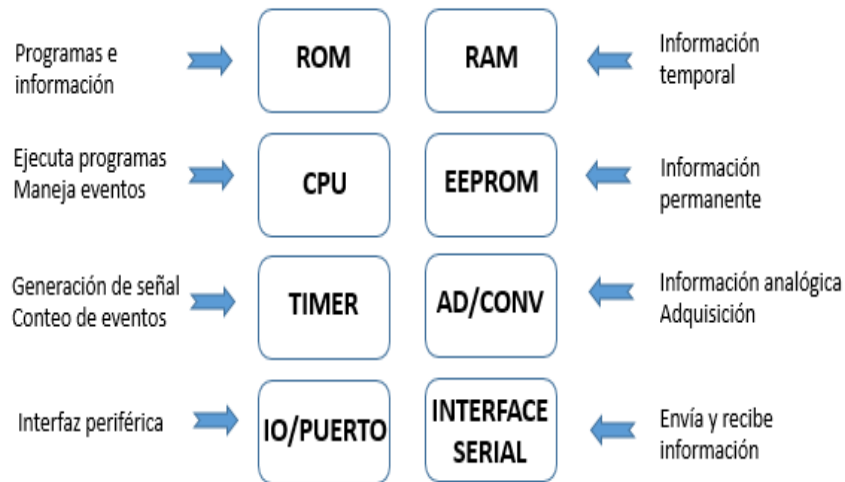 Programas e
información
ROM
RAM
Información
temporal
Ejecuta programas
Maneja eventos
CPU
EEPROM
Información
permanente
Generación de señal
Conteo de eventos
TIMER
AD/CONV
Información analógica
Adquisición
Interfaz periférica
IO/PUERTO
INTERFACE
SERIAL
Envía y recibe
información